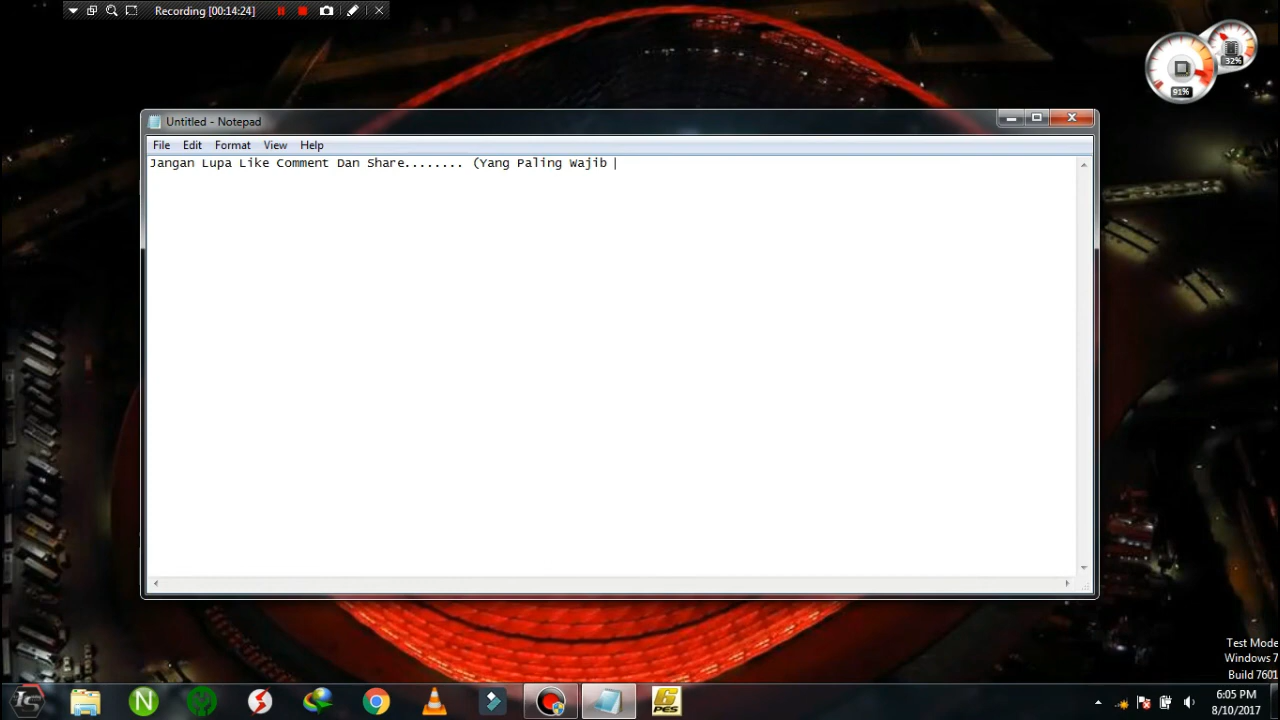 Recording [00:14:24]
91%
32%
Untitled - Notepad
File Edit Format View Help
Jangan Lupa Like Comment Dan Share........ (Yang Paling Wajib
Test Mode
Windows 7
Build 7601
N
6
PES
6:05 PM
8/10/2017